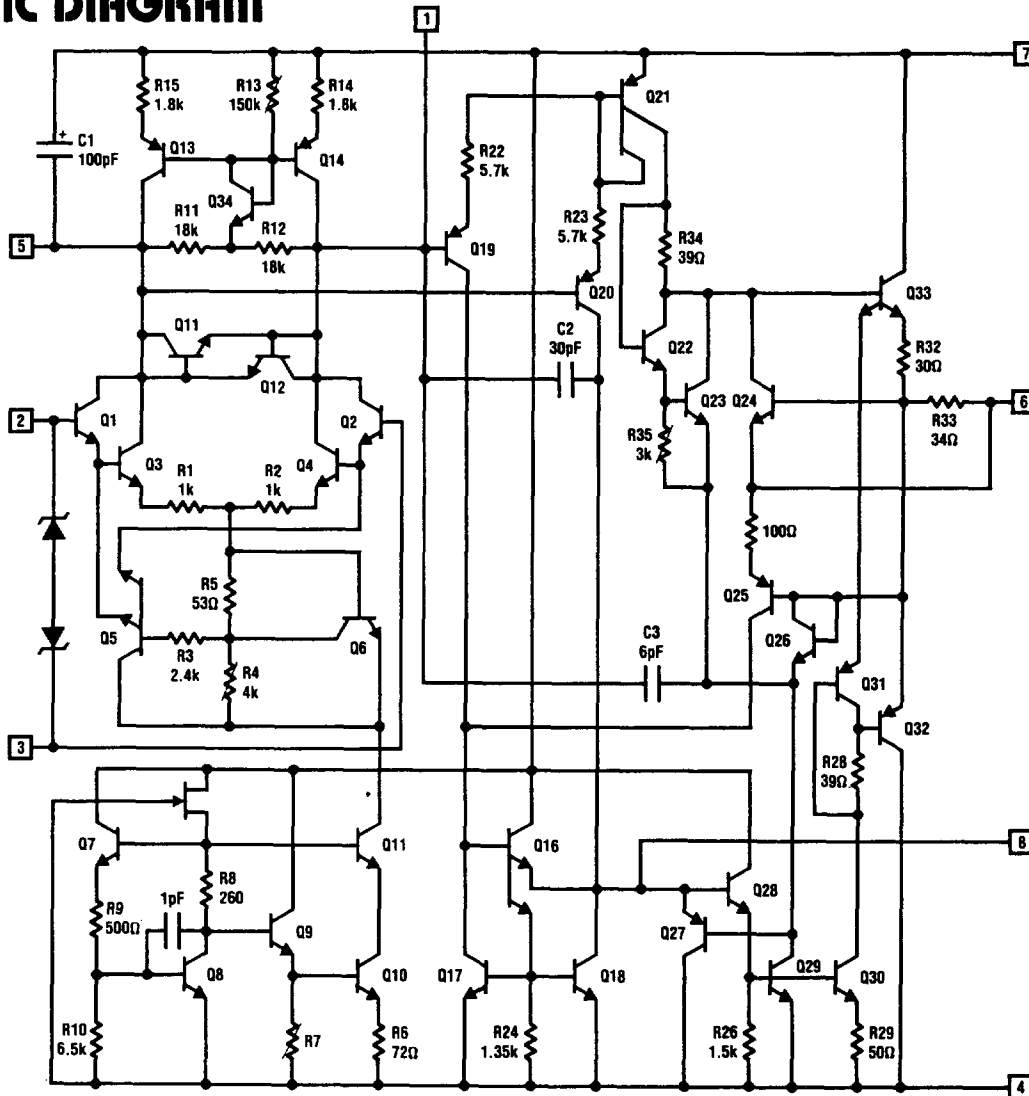 IC DIAGRAM
1
7
R15
1.8k
R13
150k
R14
1.6k
Q21
C1
100pF
+
Q13
Q14
R22
5.7k
Q34
R11
18k
R12
18k
R23
5.7k
R34
39Ω
5
Q19
Q20
Q33
Q11
Q12
C2
30pF
Q22
R32
30Ω
2
Q1
Q2
Q23
Q24
R33
34Ω
6
Q3
R1
1k
R2
1k
Q4
R35
3k
100Ω
R5
53Ω
Q25
Q5
R3
2.4k
Q6
C3
6pF
Q26
R4
4k
Q31
3
Q32
R28
39Ω
Q7
Q11
Q16
8
R8
260
R9
500Ω
1pF
Q9
Q28
Q27
Q8
Q10
Q17
Q18
Q29
Q30
R10
6.5k
R7
R6
72Ω
R24
1.35k
R26
1.5k
R29
50Ω
4